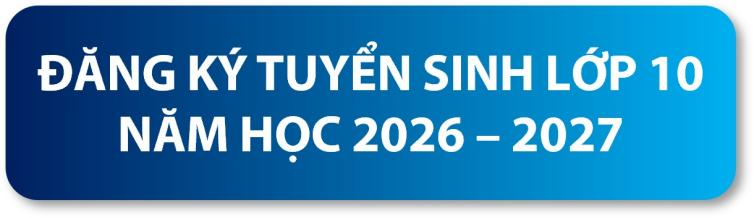 ĐĂNG KÝ TUYỂN SINH LỚP 10
NĂM HỌC 2026 – 2027